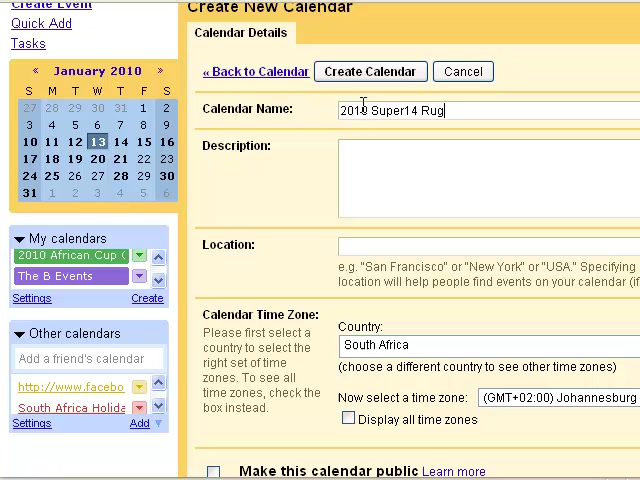 Create Event
Quick Add
Tasks
« January 2010 »
S M T W T F S
27 28 29 30 31 1 2
3 4 5 6 7 8 9
10 11 12 13 14 15 16
17 18 19 20 21 22 23
24 25 26 27 28 29 30
31 1 2 3 4 5 6
My calendars
2010 African Cup (
The B Events
Settings Create
Other calendars
Add a friend's calendar
http://www.facebo
South Africa Holida
Settings Add
Create New Calendar
Calendar Details
« Back to Calendar Create Calendar Cancel
Calendar Name: 2010 Super14 Rug
Description:
Location:
e.g. "San Francisco" or "New York" or "USA." Specifying
location will help people find events on your calendar (if
Calendar Time Zone:
Please first select a
country to select the
right set of time
zones. To see all
time zones, check the
box instead.
Country:
South Africa
(choose a different country to see other time zones)
Now select a time zone: (GMT+02:00) Johannesburg
Display all time zones
Make this calendar public Learn more